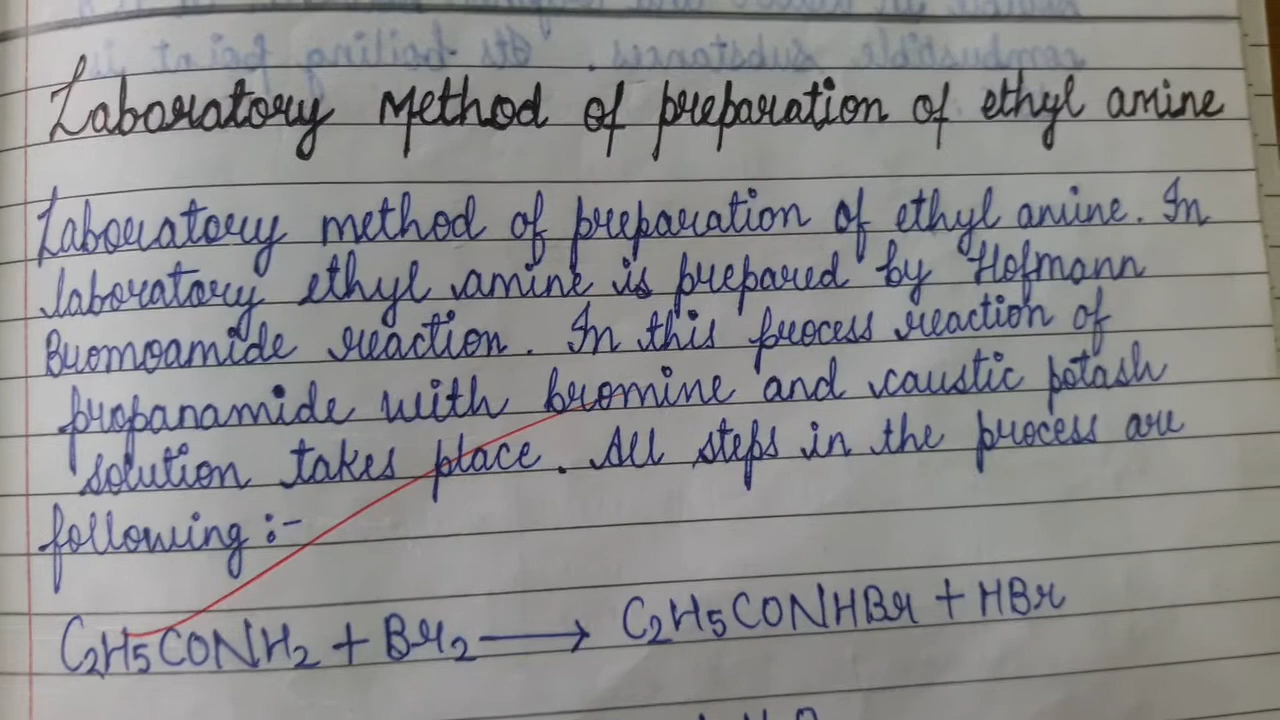 Laboratory Method of preparation of ethyl amine
Laboratory method of preparation of ethyl amine. In
laboratory ethyl amine is prepared by Hofmann
Bromoamide reaction. In this process reaction of
propanamide with bromine and caustic potash
solution takes place. All steps in the process are
following :-
C2H5CONH2 + Br2 ⟶ C2H5CONHBr + HBr